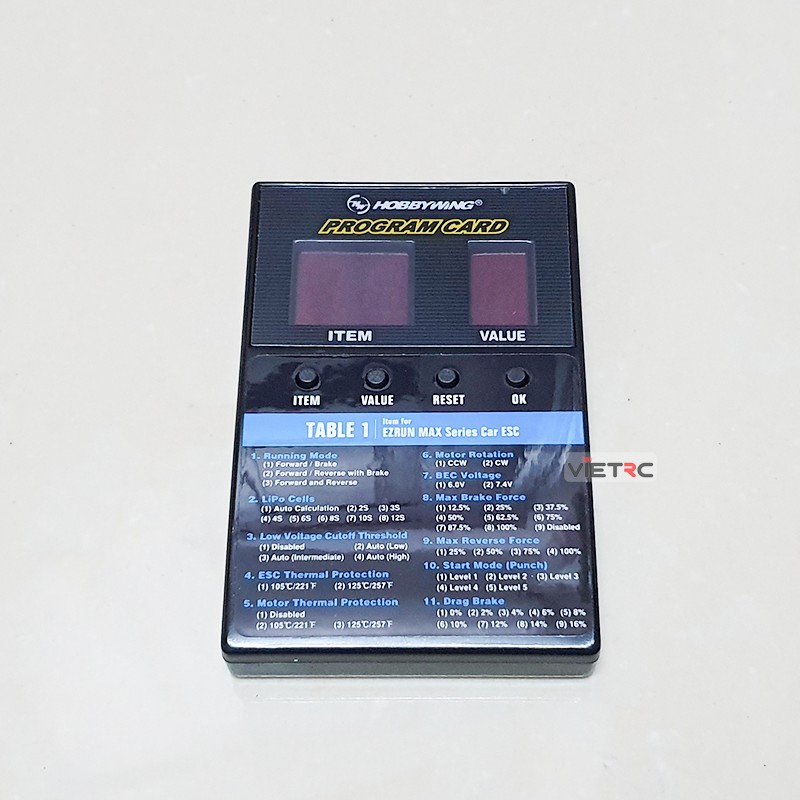 HOBBYWING®
PROGRAM CARD
ITEM VALUE
ITEM VALUE RESET OK
TABLE 1 Item for EZRUN MAX Series Car ESC
1. Running Mode
(1) Forward / Brake
(2) Forward / Reverse with Brake
(3) Forward and Reverse
2. LiPo Cells
(1) Auto Calculation (2) 2S (3) 3S
(4) 4S (5) 6S (6) 8S (7) 10S (8) 12S
3. Low Voltage Cutoff Threshold
(1) Disabled (2) Auto (Low)
(3) Auto (Intermediate) (4) Auto (High)
4. ESC Thermal Protection
(1) 105℃/221℉ (2) 125℃/257℉
5. Motor Thermal Protection
(1) Disabled
(2) 105℃/221℉ (3) 125℃/257℉
6. Motor Rotation
(1) CCW (2) CW
7. BEC Voltage
(1) 6.0V (2) 7.4V
8. Max Brake Force
(1) 12.5% (2) 25% (3) 37.5%
(4) 50% (5) 62.5% (6) 75%
(7) 87.5% (8) 100% (9) Disabled
9. Max Reverse Force
(1) 25% (2) 50% (3) 75% (4) 100%
10. Start Mode (Punch)
(1) Level 1 (2) Level 2 (3) Level 3
(4) Level 4 (5) Level 5
11. Drag Brake
(1) 0% (2) 2% (3) 4% (4) 6% (5) 8%
(6) 10% (7) 12% (8) 14% (9) 16%
VIETRC